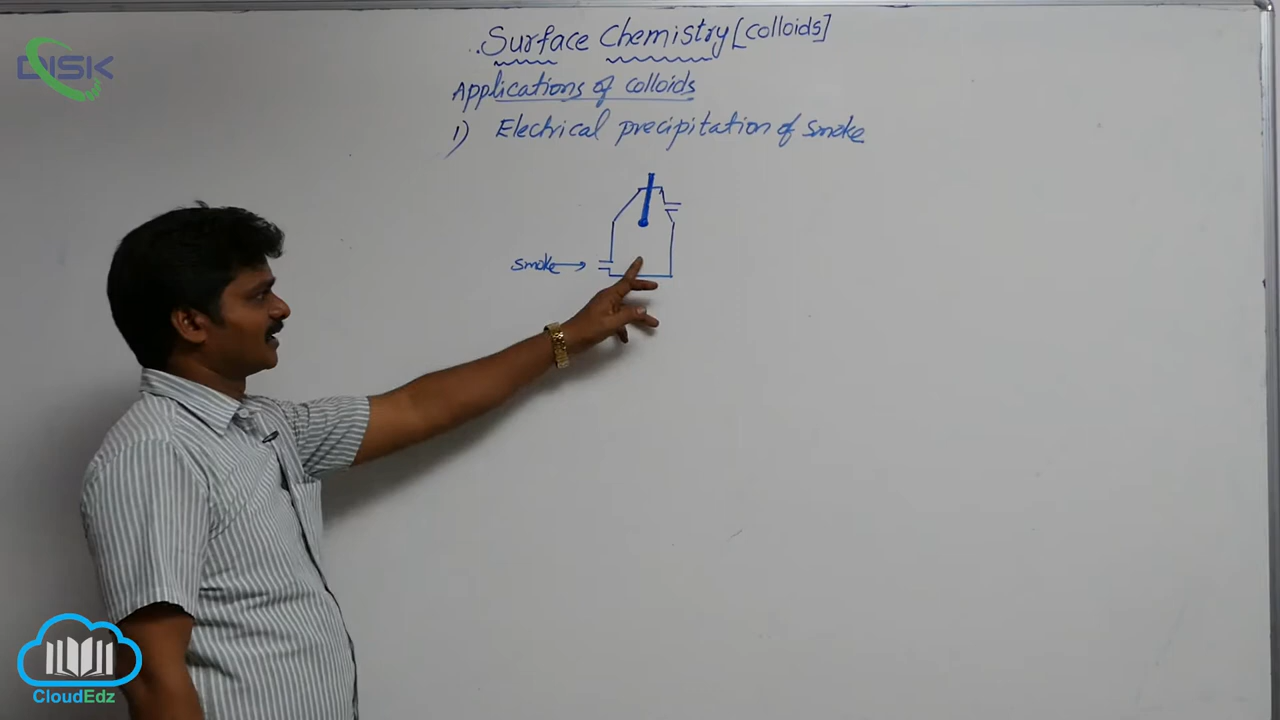 DISK
Surface Chemistry [colloids]
Applications of colloids
1) Electrical precipitation of smoke
smoke
CloudEdz